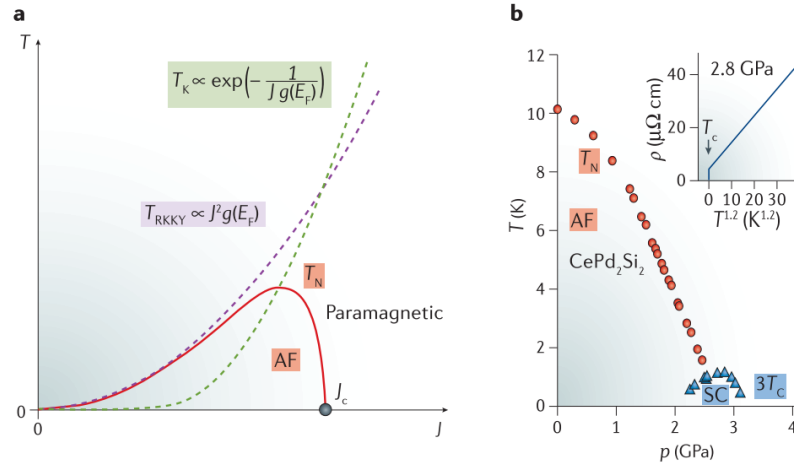 a
T
T_K ∝ exp(− 1 / J g(E_F))
T_RKKY ∝ J²g(E_F)
T_N
Paramagnetic
AF
J_c
0
0
J
b
12
10
8
6
4
2
0
T (K)
T_N
AF
CePd₂Si₂
SC
3T_c
0
1
2
3
4
p (GPa)
2.8 GPa
40
20
0
ρ (μΩ cm)
T_c
0
10
20
30
T^1.2 (K^1.2)